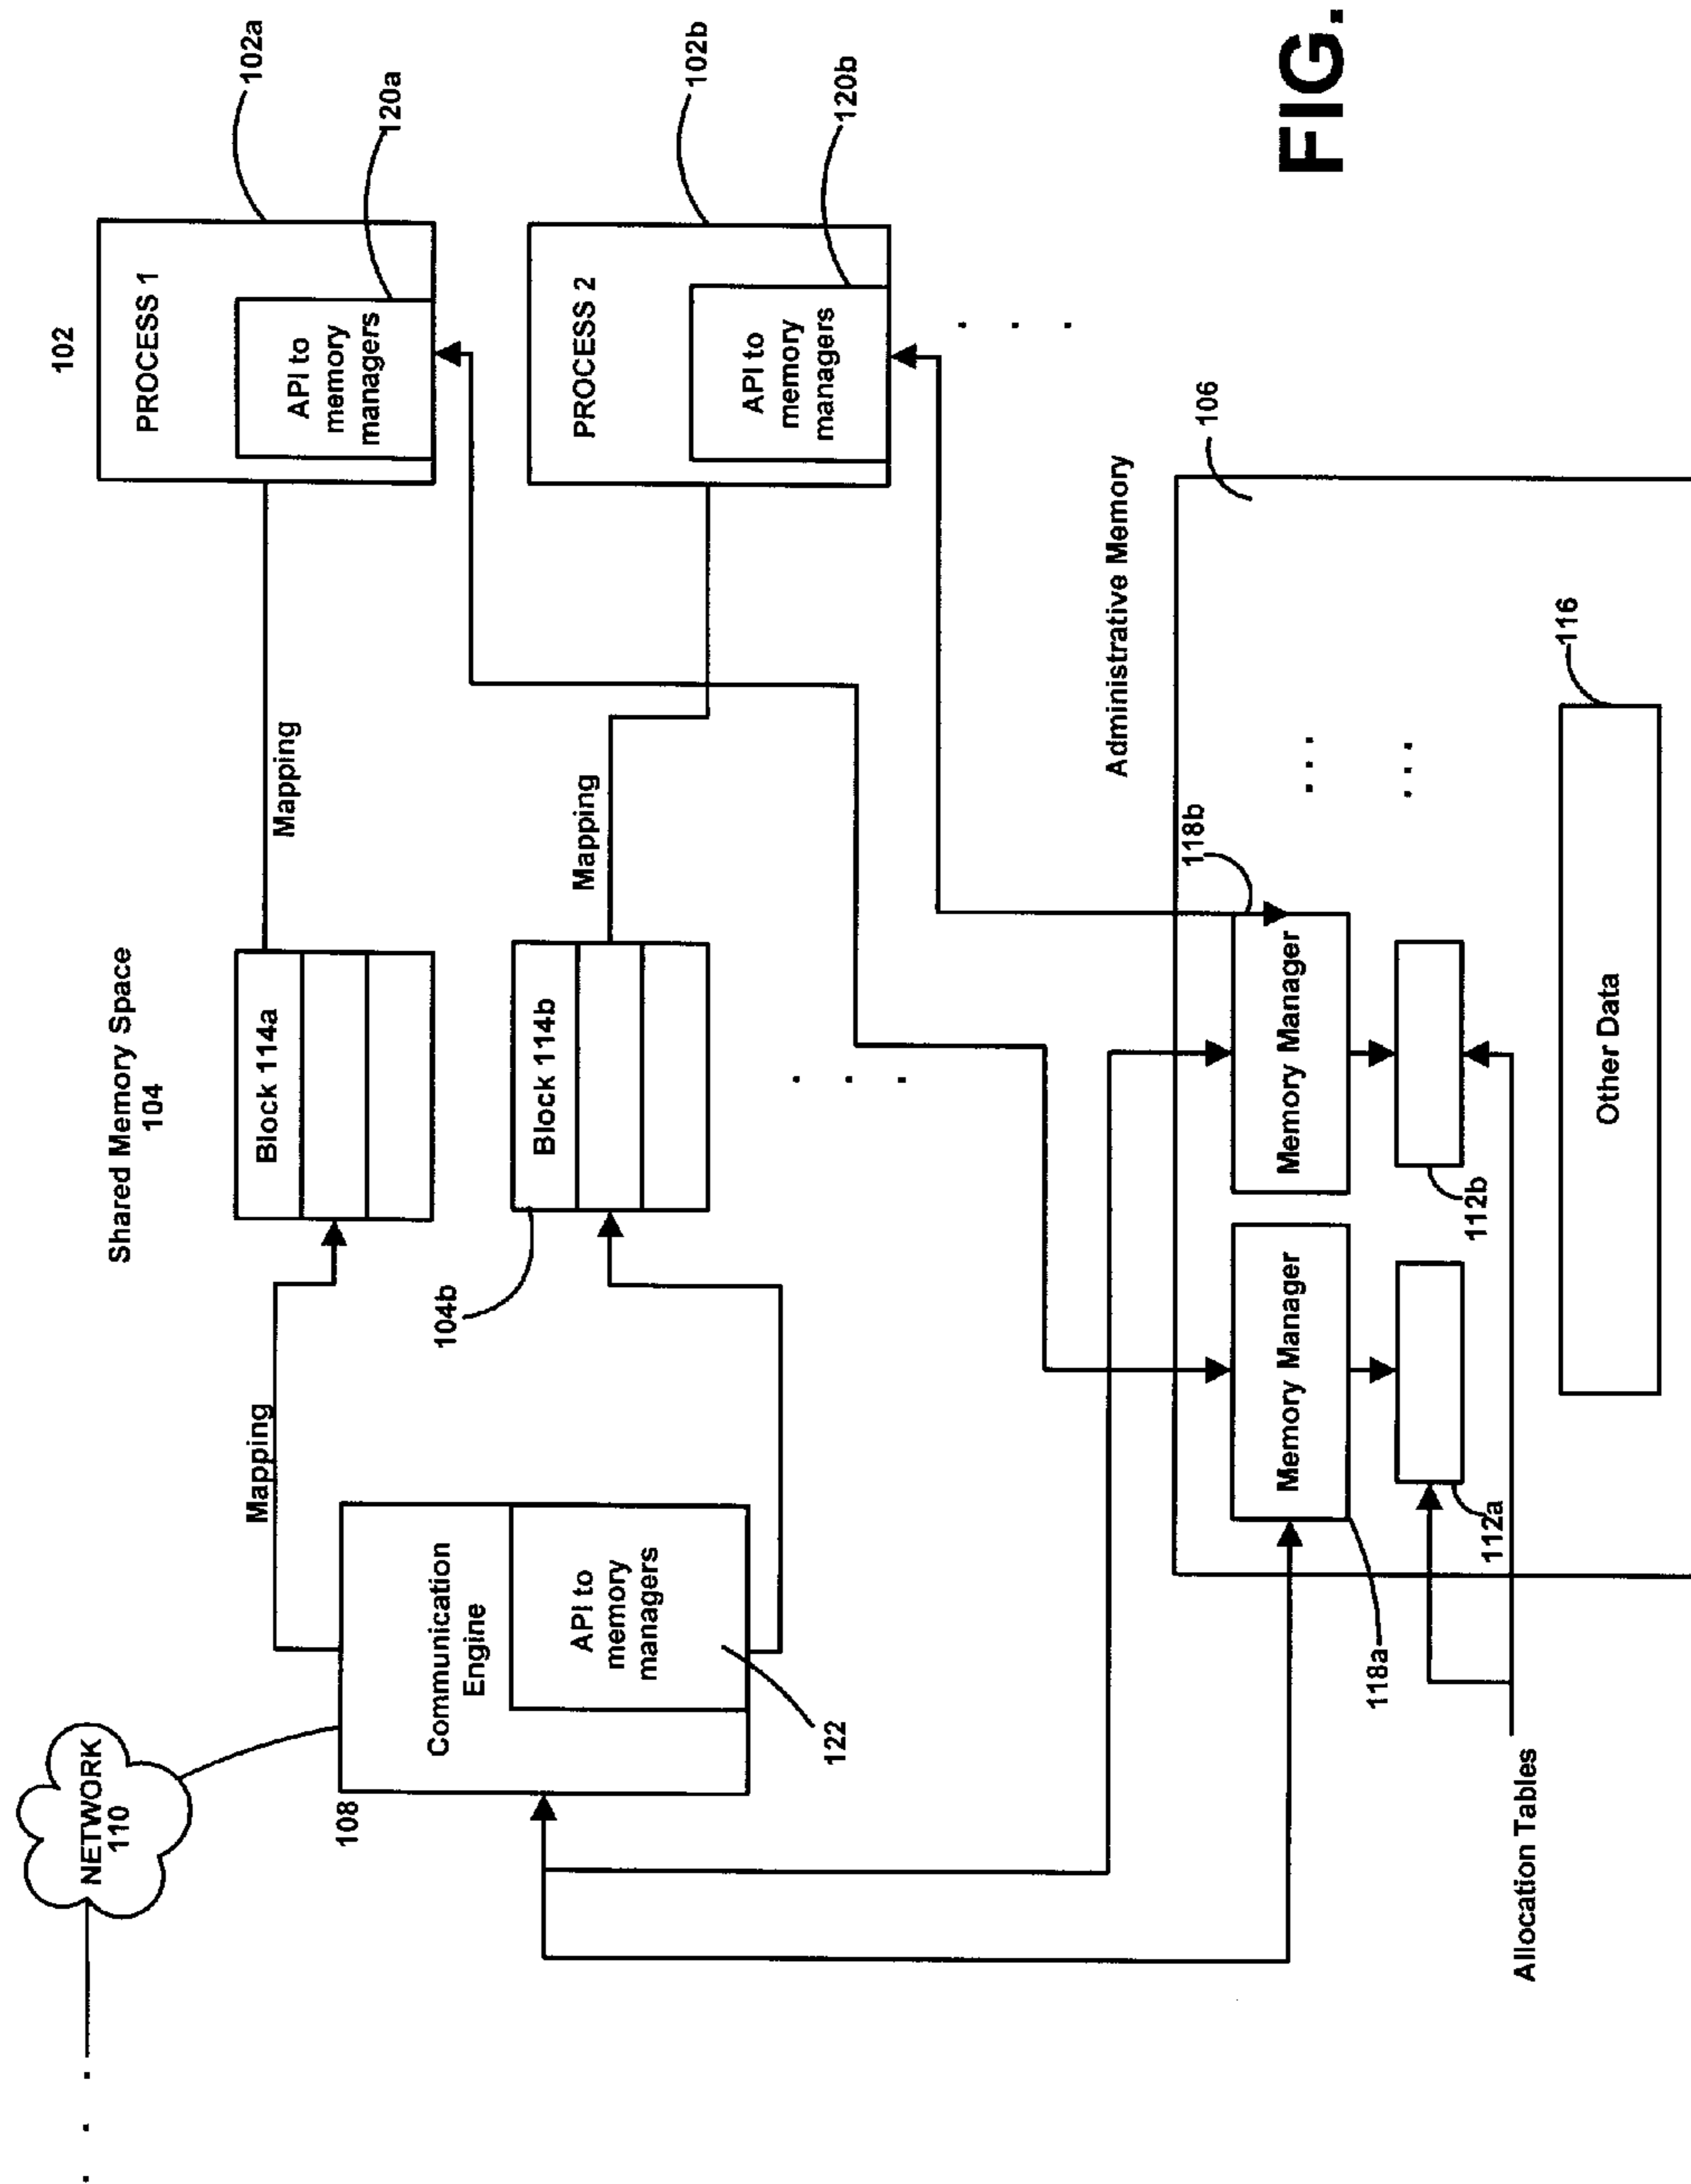 NETWORK
110
108
Communication
Engine
API to
memory
managers
122
Mapping
Shared Memory Space
104
Block 114a
104b
Block 114b
. . .
Mapping
Mapping
102
PROCESS 1
API to
memory
managers
102a
120a
PROCESS 2
API to
memory
managers
102b
120b
. . .
Administrative Memory
106
Memory Manager
118a
Memory Manager
118b
. . .
112a
112b
. . .
Other Data
116
Allocation Tables
. . .
FIG.